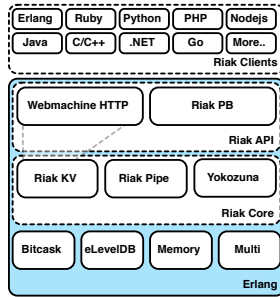 Erlang Ruby Python PHP Nodejs
Java C/C++ .NET Go More..
Riak Clients
Webmachine HTTP Riak PB
Riak API
Riak KV Riak Pipe Yokozuna
Riak Core
Bitcask eLevelDB Memory Multi
Erlang